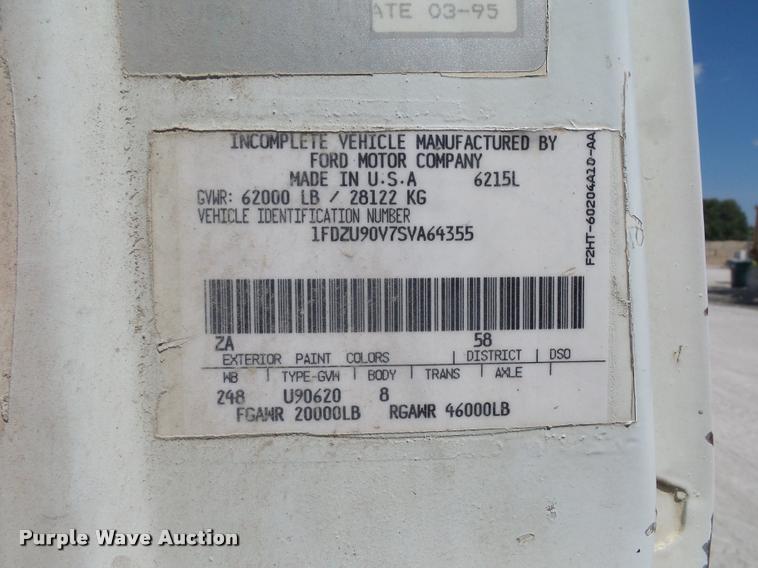 ATE 03-95
INCOMPLETE VEHICLE MANUFACTURED BY
FORD MOTOR COMPANY
MADE IN U.S.A 6215L
GVWR: 62000 LB / 28122 KG
VEHICLE IDENTIFICATION NUMBER
1FDZU90V7SVA64355
F2HT-60204A10-AA
ZA 58
EXTERIOR PAINT COLORS | DISTRICT | DSO
WB | TYPE-GVW | BODY | TRANS | AXLE |
248 U90620 8
FGAWR 20000LB RGAWR 46000LB
Purple Wave Auction